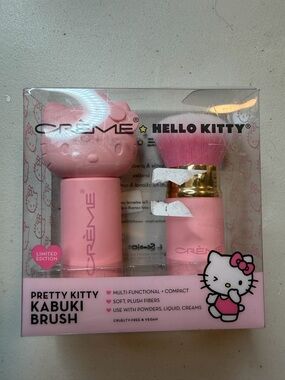 CRÈME ☆ HELLO KITTY®
CRÈME
CRÈME
LIMITED
EDITION
PRETTY KITTY
KABUKI
BRUSH
MULTI FUNCTIONAL + COMPACT
SOFT, PLUSH FIBERS
USE WITH POWDERS, LIQUID, CREAMS
CRUELTY-FREE & VEGAN